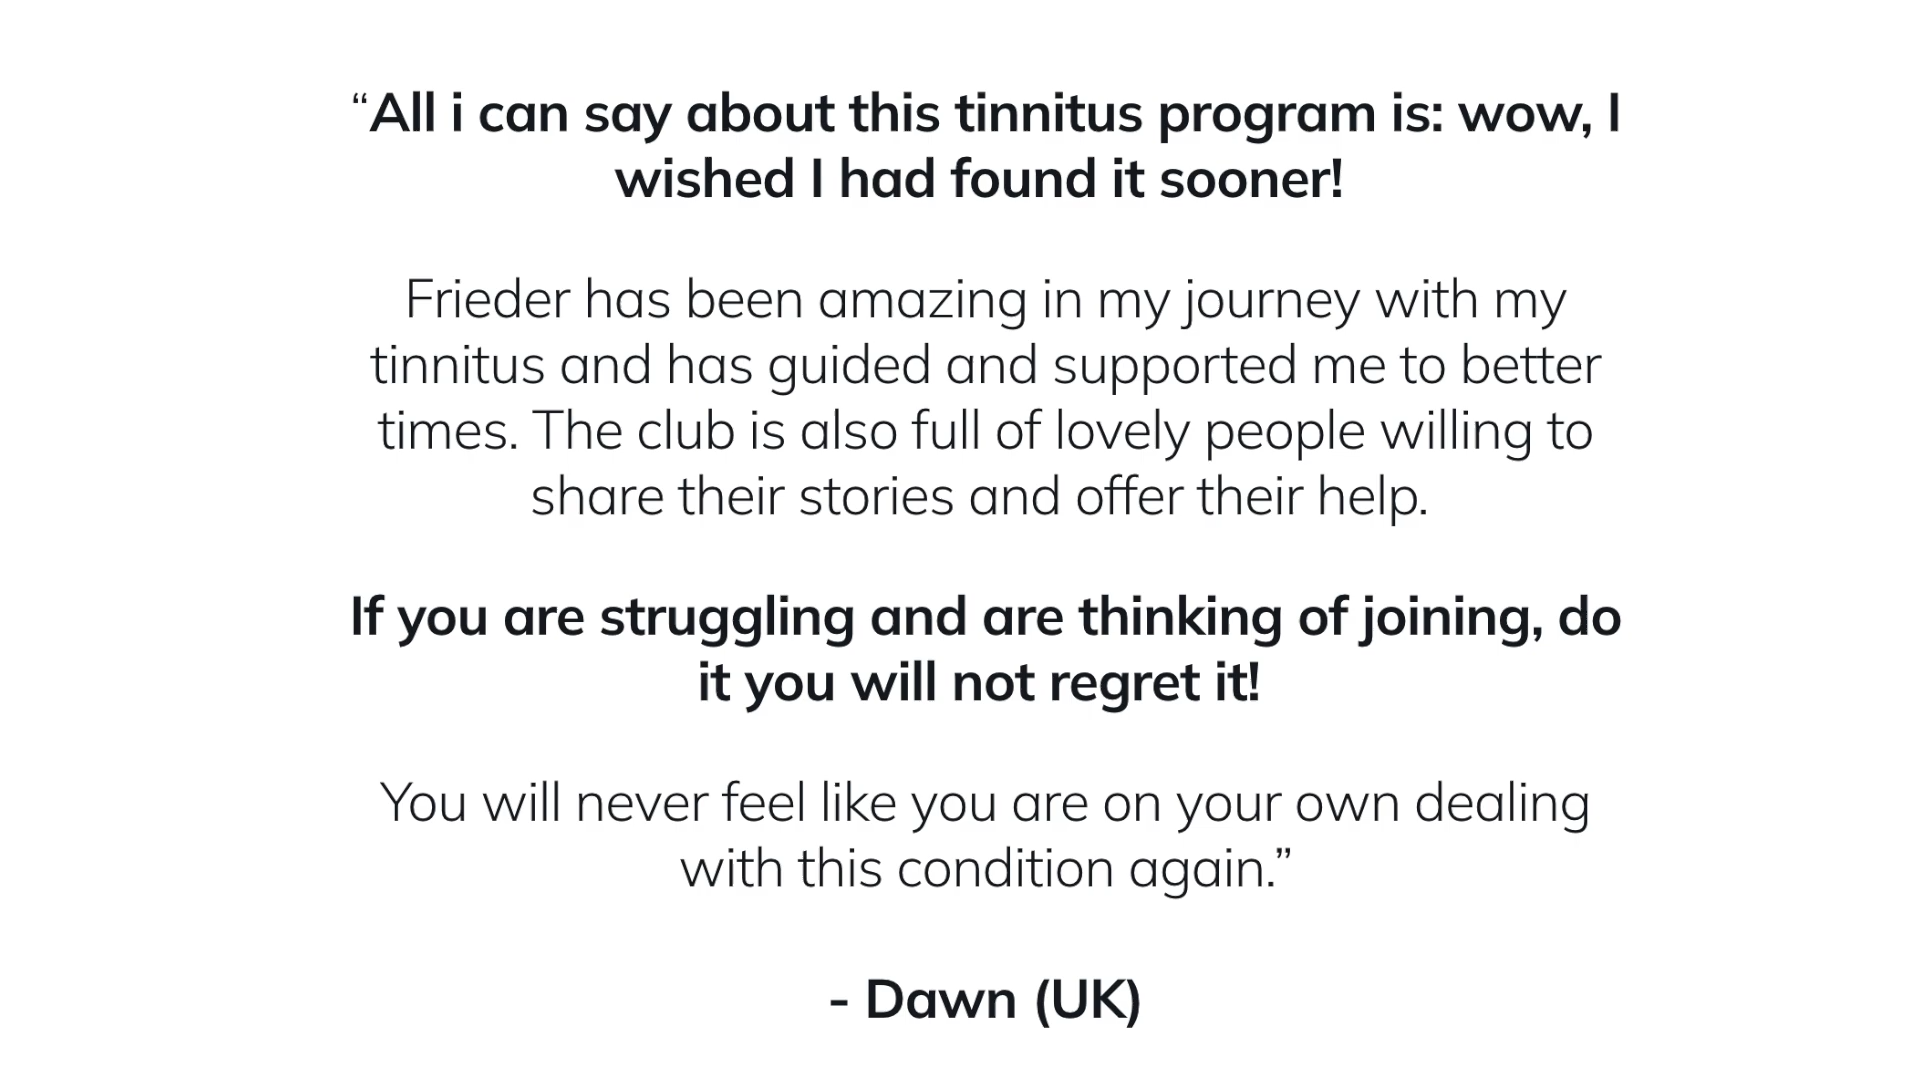 “All i can say about this tinnitus program is: wow, I
wished I had found it sooner!
Frieder has been amazing in my journey with my
tinnitus and has guided and supported me to better
times. The club is also full of lovely people willing to
share their stories and offer their help.
If you are struggling and are thinking of joining, do
it you will not regret it!
You will never feel like you are on your own dealing
with this condition again.”
- Dawn (UK)